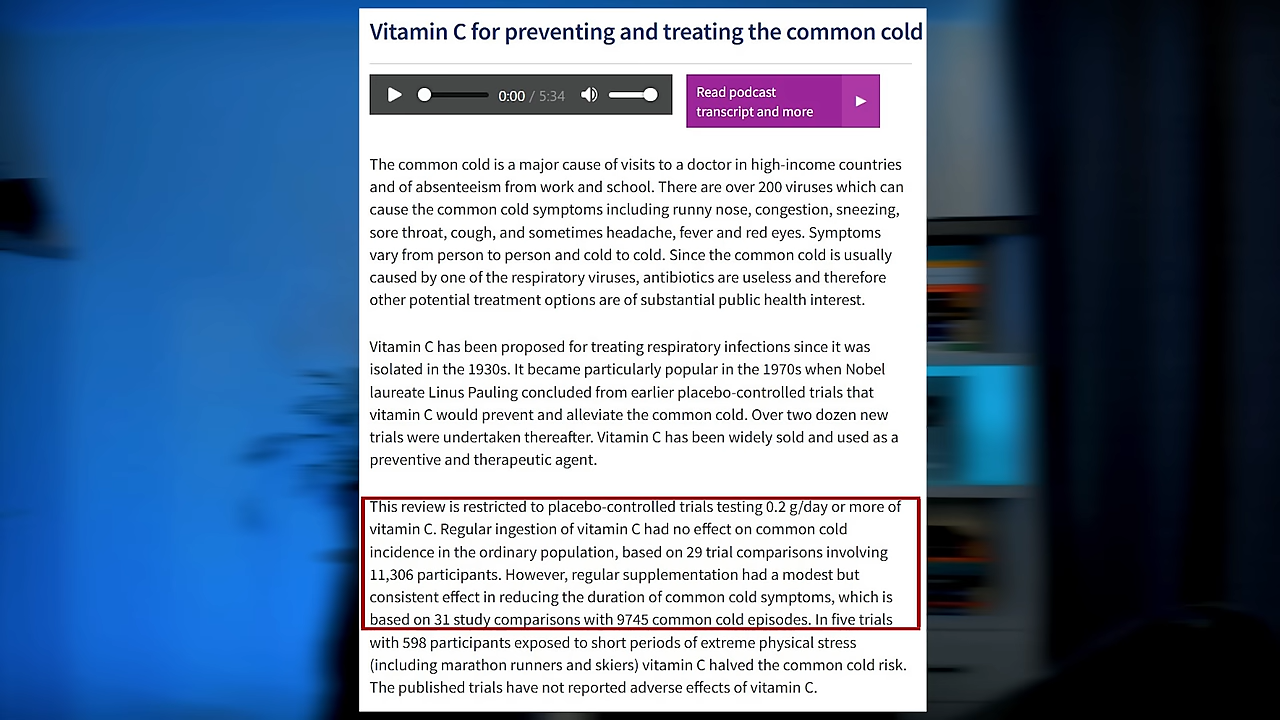 Vitamin C for preventing and treating the common cold
0:00 / 5:34
Read podcast
transcript and more
The common cold is a major cause of visits to a doctor in high-income countries
and of absenteeism from work and school. There are over 200 viruses which can
cause the common cold symptoms including runny nose, congestion, sneezing,
sore throat, cough, and sometimes headache, fever and red eyes. Symptoms
vary from person to person and cold to cold. Since the common cold is usually
caused by one of the respiratory viruses, antibiotics are useless and therefore
other potential treatment options are of substantial public health interest.
Vitamin C has been proposed for treating respiratory infections since it was
isolated in the 1930s. It became particularly popular in the 1970s when Nobel
laureate Linus Pauling concluded from earlier placebo-controlled trials that
vitamin C would prevent and alleviate the common cold. Over two dozen new
trials were undertaken thereafter. Vitamin C has been widely sold and used as a
preventive and therapeutic agent.
This review is restricted to placebo-controlled trials testing 0.2 g/day or more of
vitamin C. Regular ingestion of vitamin C had no effect on common cold
incidence in the ordinary population, based on 29 trial comparisons involving
11,306 participants. However, regular supplementation had a modest but
consistent effect in reducing the duration of common cold symptoms, which is
based on 31 study comparisons with 9745 common cold episodes. In five trials
with 598 participants exposed to short periods of extreme physical stress
(including marathon runners and skiers) vitamin C halved the common cold risk.
The published trials have not reported adverse effects of vitamin C.